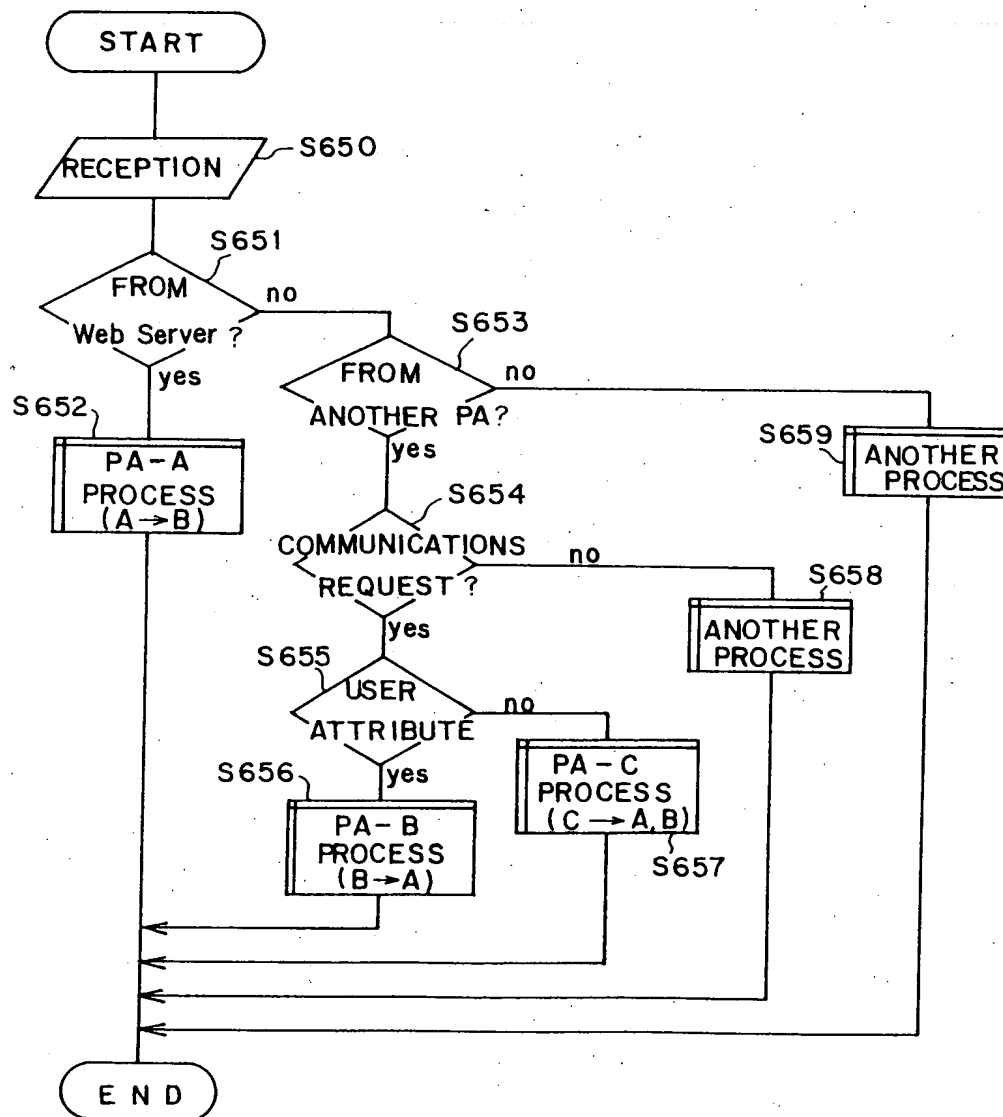 START
RECEPTION
S650
S651
FROM
Web Server ?
no
yes
S653
FROM
ANOTHER PA?
no
yes
S652
PA-A
PROCESS
(A→B)
S659
ANOTHER
PROCESS
S654
COMMUNICATIONS
REQUEST ?
no
yes
S658
ANOTHER
PROCESS
S655
USER
ATTRIBUTE
no
yes
S656
PA-B
PROCESS
(B→A)
PA-C
PROCESS
(C→A,B)
S657
END